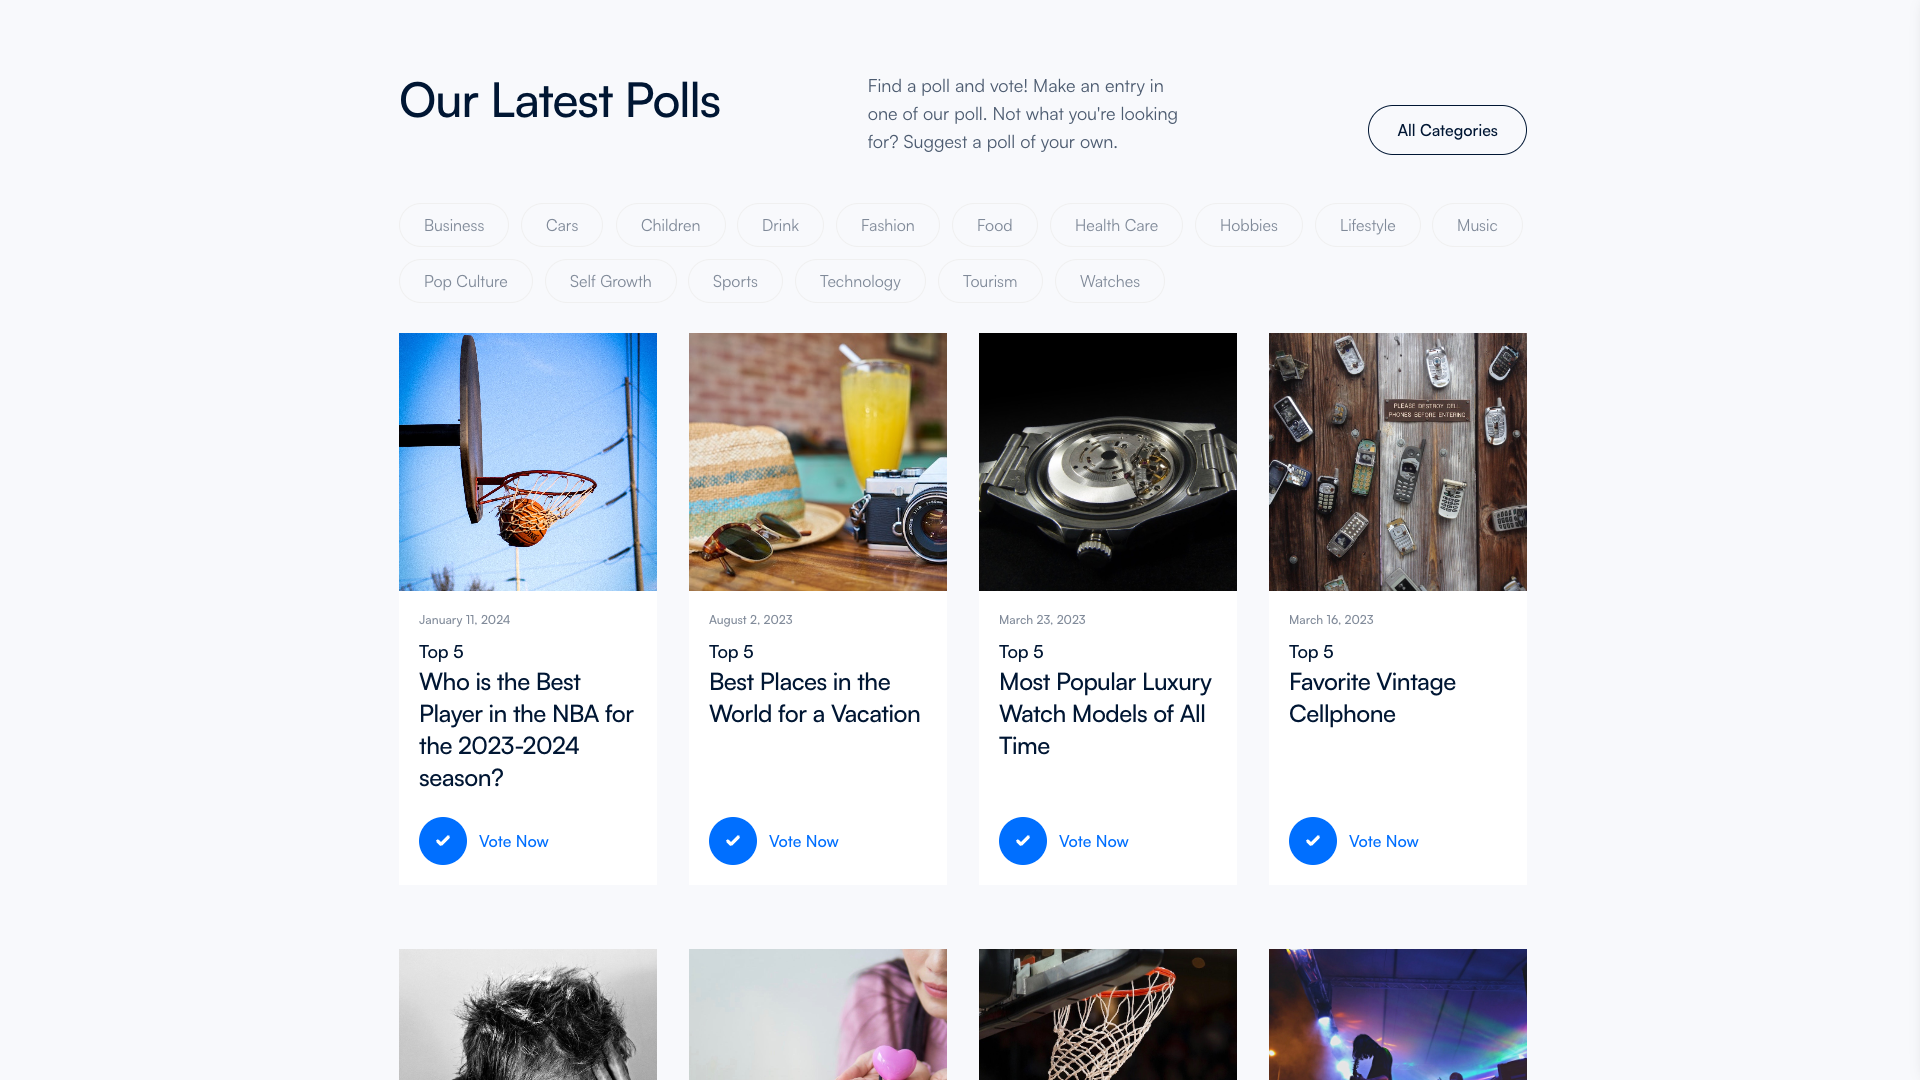 Our Latest Polls
Find a poll and vote! Make an entry in
one of our poll. Not what you're looking
for? Suggest a poll of your own.
All Categories
Business
Cars
Children
Drink
Fashion
Food
Health Care
Hobbies
Lifestyle
Music
Pop Culture
Self Growth
Sports
Technology
Tourism
Watches
PLEASE DESTROY CELL
PHONES BEFORE ENTERING
January 11, 2024
Top 5
Who is the Best
Player in the NBA for
the 2023-2024
season?
Vote Now
August 2, 2023
Top 5
Best Places in the
World for a Vacation
Vote Now
March 23, 2023
Top 5
Most Popular Luxury
Watch Models of All
Time
Vote Now
March 16, 2023
Top 5
Favorite Vintage
Cellphone
Vote Now